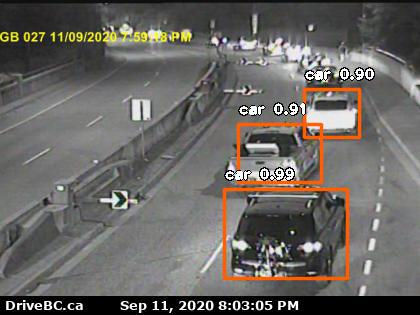 GB 027 11/09/2020 7:59:18 PM
car 0.90
car 0.91
car 0.99
DriveBC.ca Sep 11, 2020 8:03:05 PM